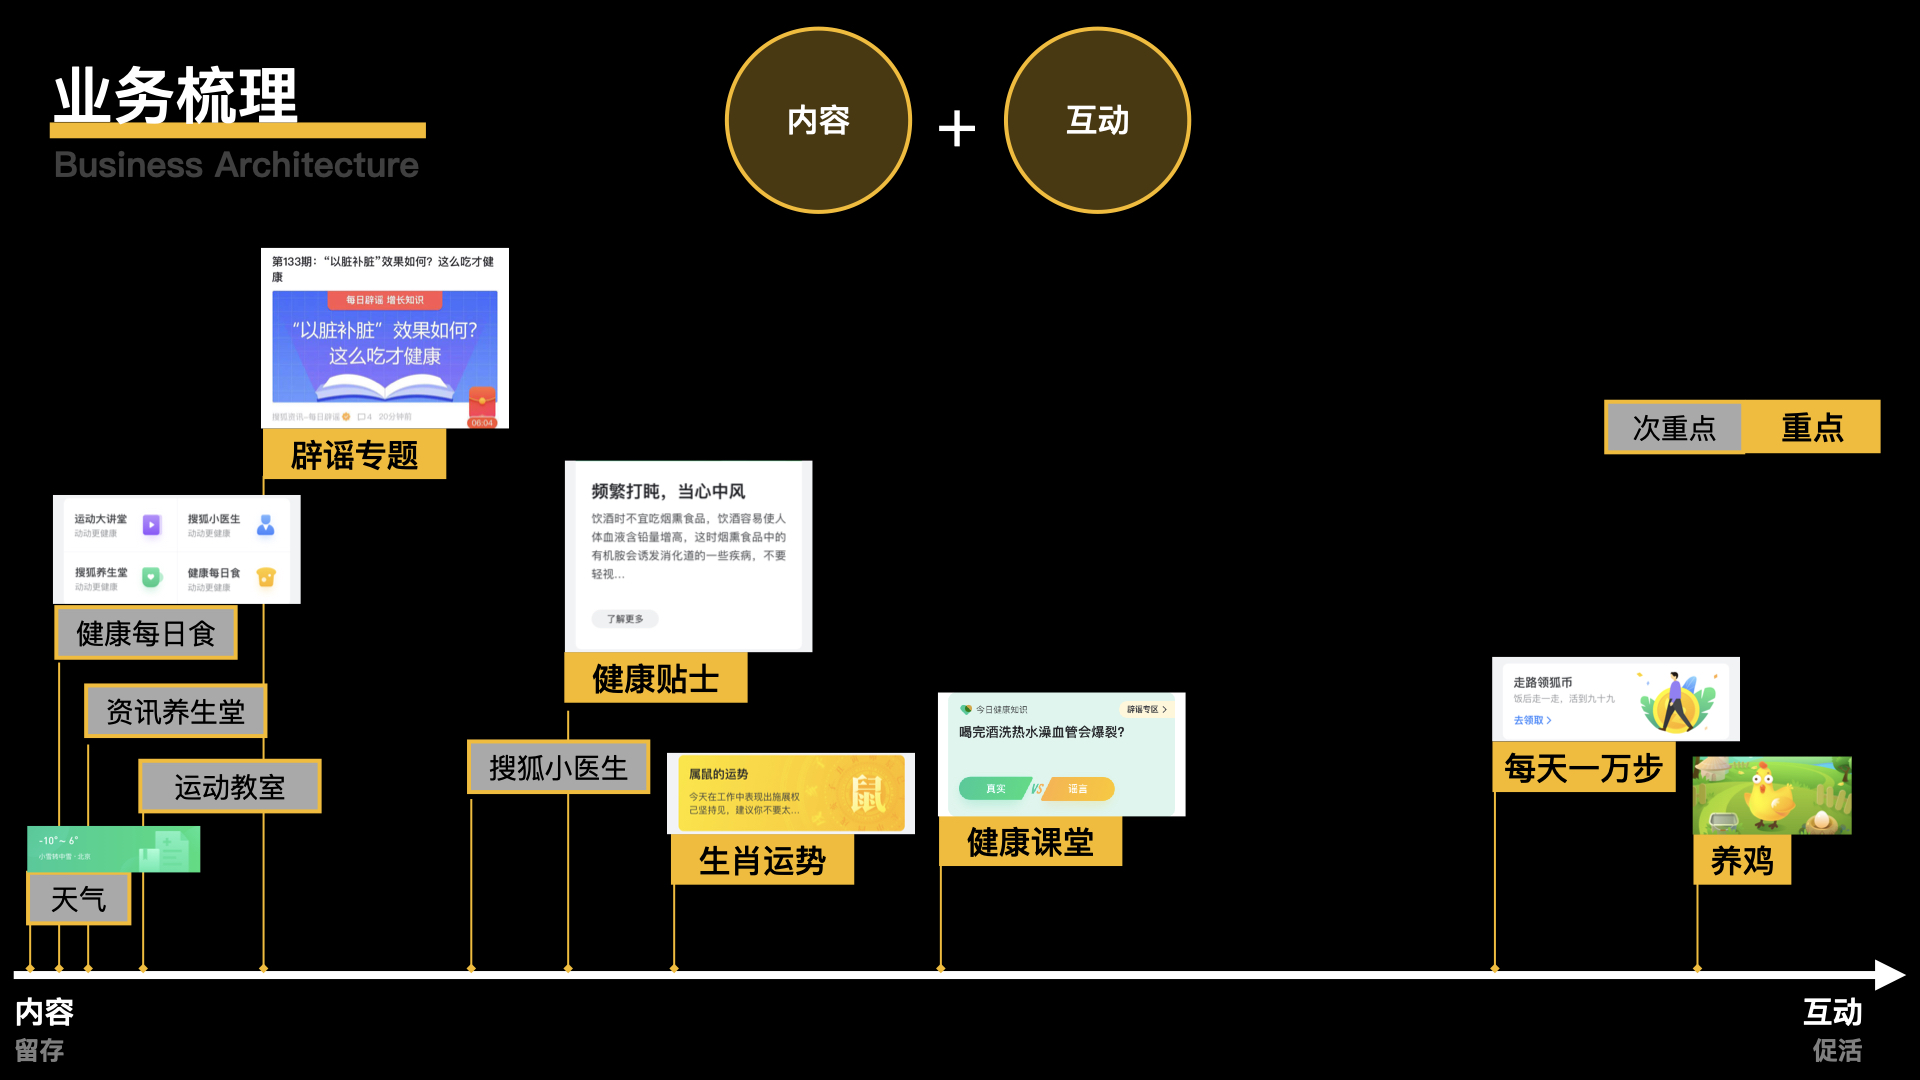 业务梳理
Business Architecture
内容
+
互动
第133期：“以脏补脏”效果如何？这么吃才健
康
每日辟谣 增长知识
“以脏补脏”效果如何？
这么吃才健康
搜狐资讯-每日辟谣 4 20分钟前
06:04
辟谣专题
次重点
重点
运动大讲堂
动动更健康
搜狐小医生
动动更健康
搜狐养生堂
动动更健康
健康每日食
动动更健康
健康每日食
资讯养生堂
运动教室
-10°~ 6°
小雪转中雪·北京
天气
频繁打盹，当心中风
饮酒时不宜吃烟熏食品，饮酒容易使人
体血液含铅量增高，这时烟熏食品中的
有机胺会诱发消化道的一些疾病，不要
轻视...
了解更多
健康贴士
搜狐小医生
属鼠的运势
今天在工作中表现出施展权
己坚持见，建议你不要太...
鼠
生肖运势
今日健康知识
辟谣专区 >
喝完酒洗热水澡血管会爆裂？
真实
VS
谣言
健康课堂
走路领狐币
饭后走一走，活到九十九
去领取 >
每天一万步
养鸡
内容
留存
互动
促活